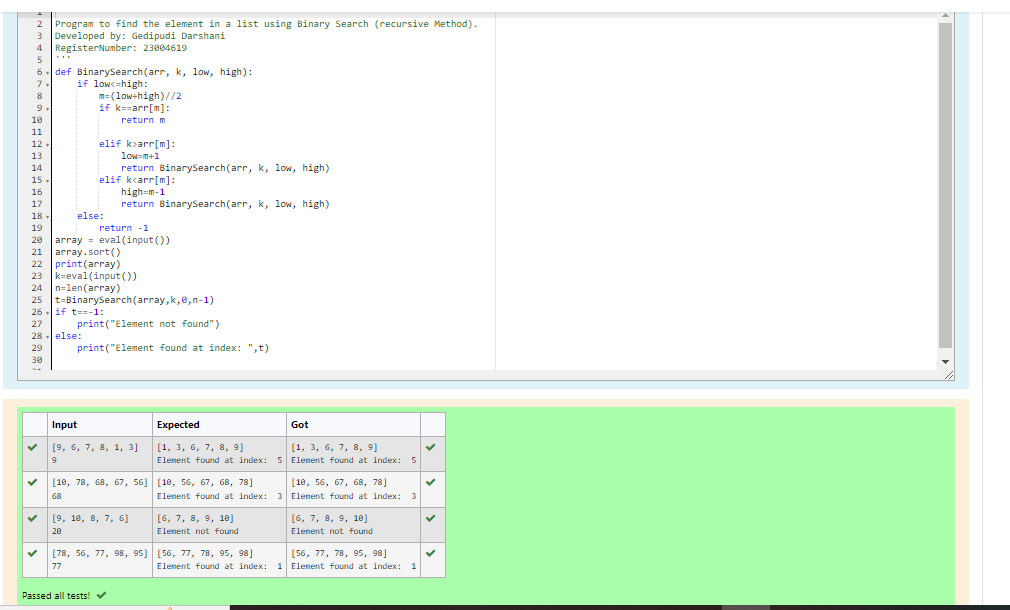 2 Program to find the element in a list using Binary Search (recursive Method).
3 Developed by: Gedipudi Darshani
4 RegisterNumber: 23004619
5 '''
6 def BinarySearch(arr, k, low, high):
7     if low<=high:
8         m=(low+high)//2
9         if k==arr[m]:
10             return m
11
12         elif k>arr[m]:
13             low=m+1
14             return BinarySearch(arr, k, low, high)
15         elif k<arr[m]:
16             high=m-1
17             return BinarySearch(arr, k, low, high)
18     else:
19         return -1
20 array = eval(input())
21 array.sort()
22 print(array)
23 k=eval(input())
24 n=len(array)
25 t=BinarySearch(array,k,0,n-1)
26 if t==-1:
27     print("Element not found")
28 else:
29     print("Element found at index: ",t)
30
Input Expected Got
[9, 6, 7, 8, 1, 3] [1, 3, 6, 7, 8, 9] [1, 3, 6, 7, 8, 9]
9 Element found at index:  5 Element found at index:  5
[10, 78, 68, 67, 56] [10, 56, 67, 68, 78] [10, 56, 67, 68, 78]
68 Element found at index:  3 Element found at index:  3
[9, 10, 8, 7, 6] [6, 7, 8, 9, 10] [6, 7, 8, 9, 10]
20 Element not found Element not found
[78, 56, 77, 98, 95] [56, 77, 78, 95, 98] [56, 77, 78, 95, 98]
77 Element found at index:  1 Element found at index:  1
Passed all tests!